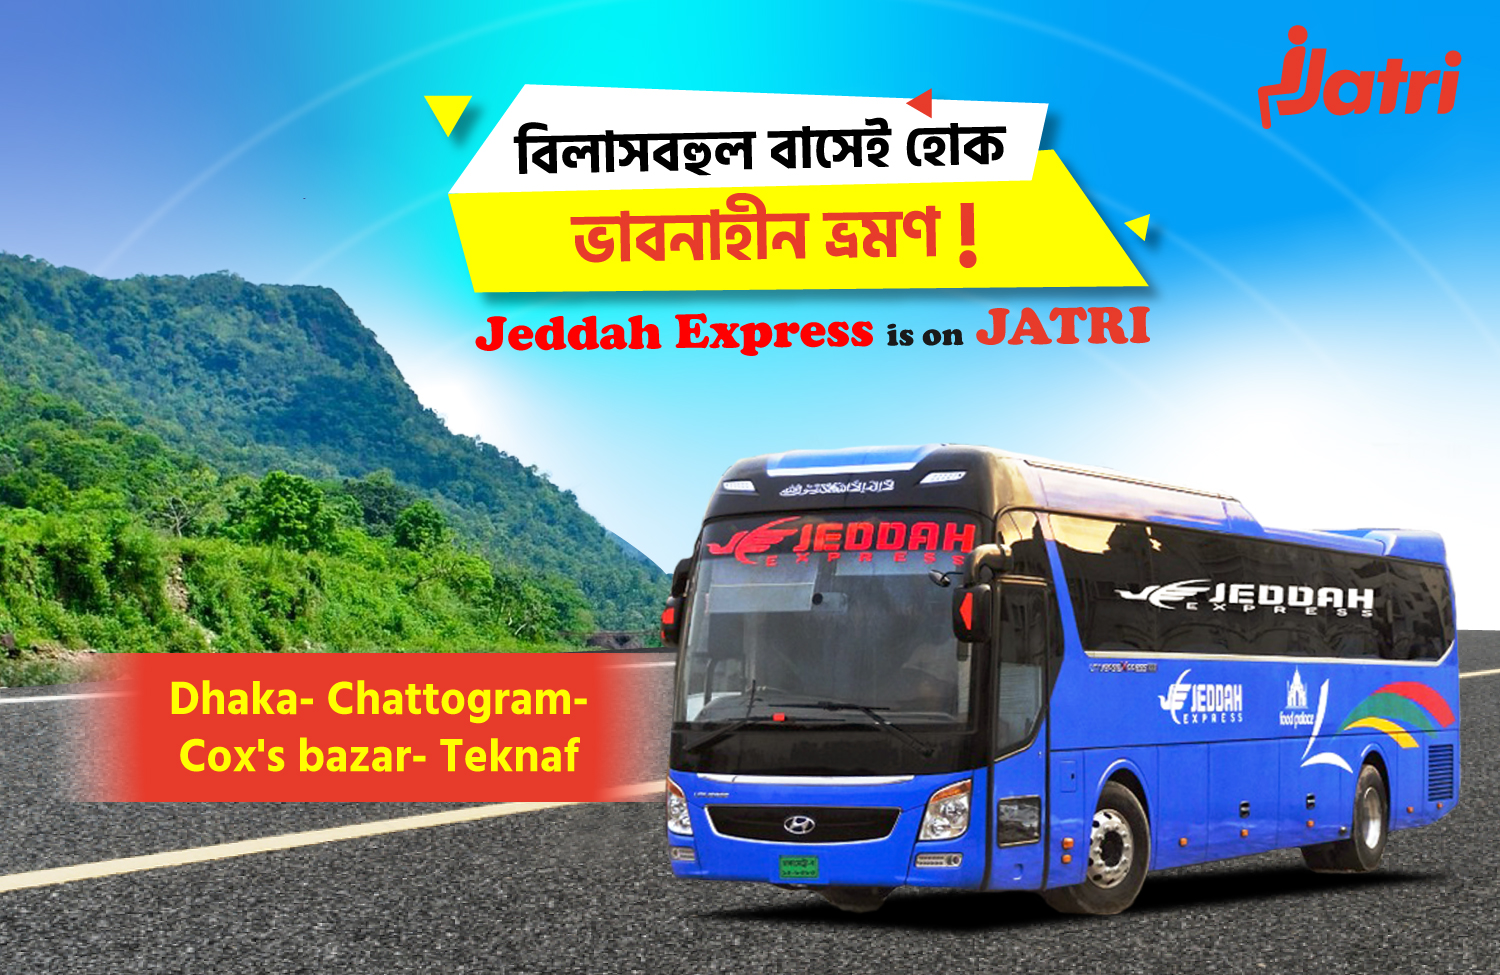 Jatri
বিলাসবহুল বাসেই হোক
ভাবনাহীন ভ্রমণ!
Jeddah Express is on JATRI
JEDDAH
EXPRESS
JEDDAH
EXPRESS
JEDDAH
EXPRESS
food palace
Dhaka- Chattogram-
Cox's bazar- Teknaf